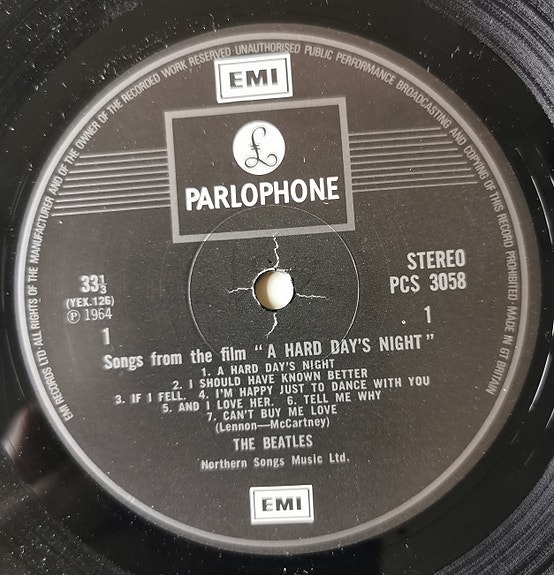 EMI RECORDS LTD· ALL RIGHTS OF THE MANUFACTURER AND OF THE OWNER OF THE RECORDED WORK RESERVED·UNAUTHORISED PUBLIC PERFORMANCE BROADCASTING AND COPYING OF THIS RECORD PROHIBITED· MADE IN GT BRITAIN
EMI
£
PARLOPHONE
33⅓
(YEX.126)
Ⓟ 1964
1
STEREO
PCS 3058
1
Songs from the film “A HARD DAY'S NIGHT”
1. A HARD DAY'S NIGHT
2. I SHOULD HAVE KNOWN BETTER
3. IF I FELL. 4. I'M HAPPY JUST TO DANCE WITH YOU
5. AND I LOVE HER. 6. TELL ME WHY
7. CAN'T BUY ME LOVE
(Lennon—McCartney)
THE BEATLES
Northern Songs Music Ltd.
EMI